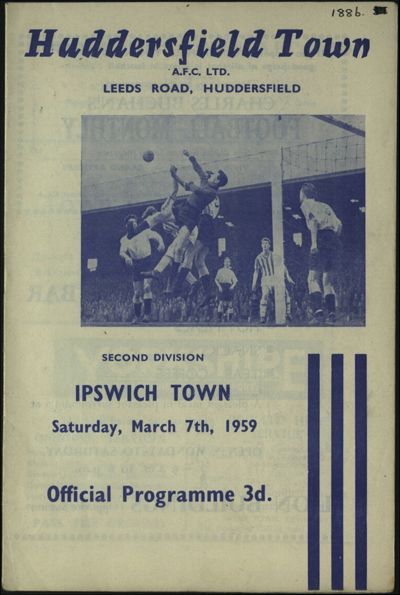 1886.
Huddersfield Town
A.F.C. LTD.
LEEDS ROAD, HUDDERSFIELD
SECOND DIVISION
IPSWICH TOWN
Saturday, March 7th, 1959
Official Programme 3d.